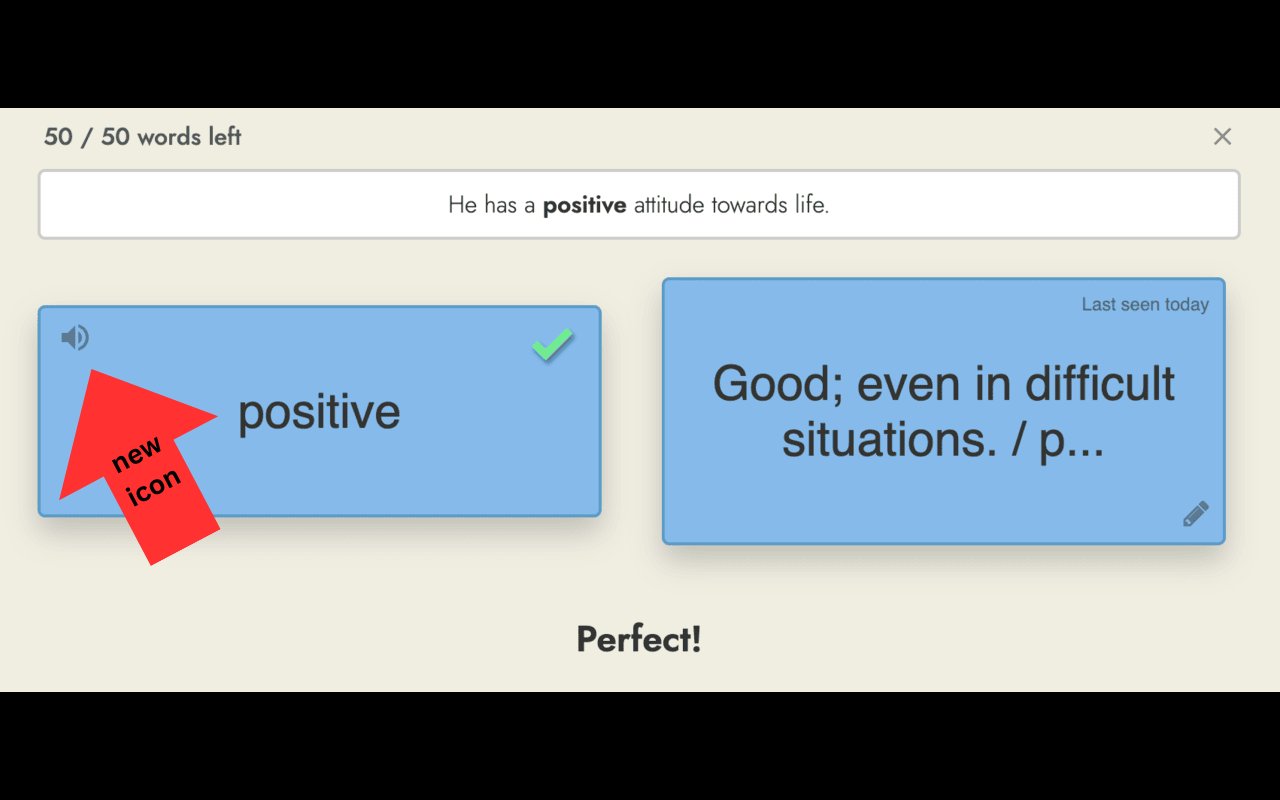 50 / 50 words left
He has a positive attitude towards life.
Last seen today
positive
Good; even in difficult
situations. / p...
new
icon
Perfect!